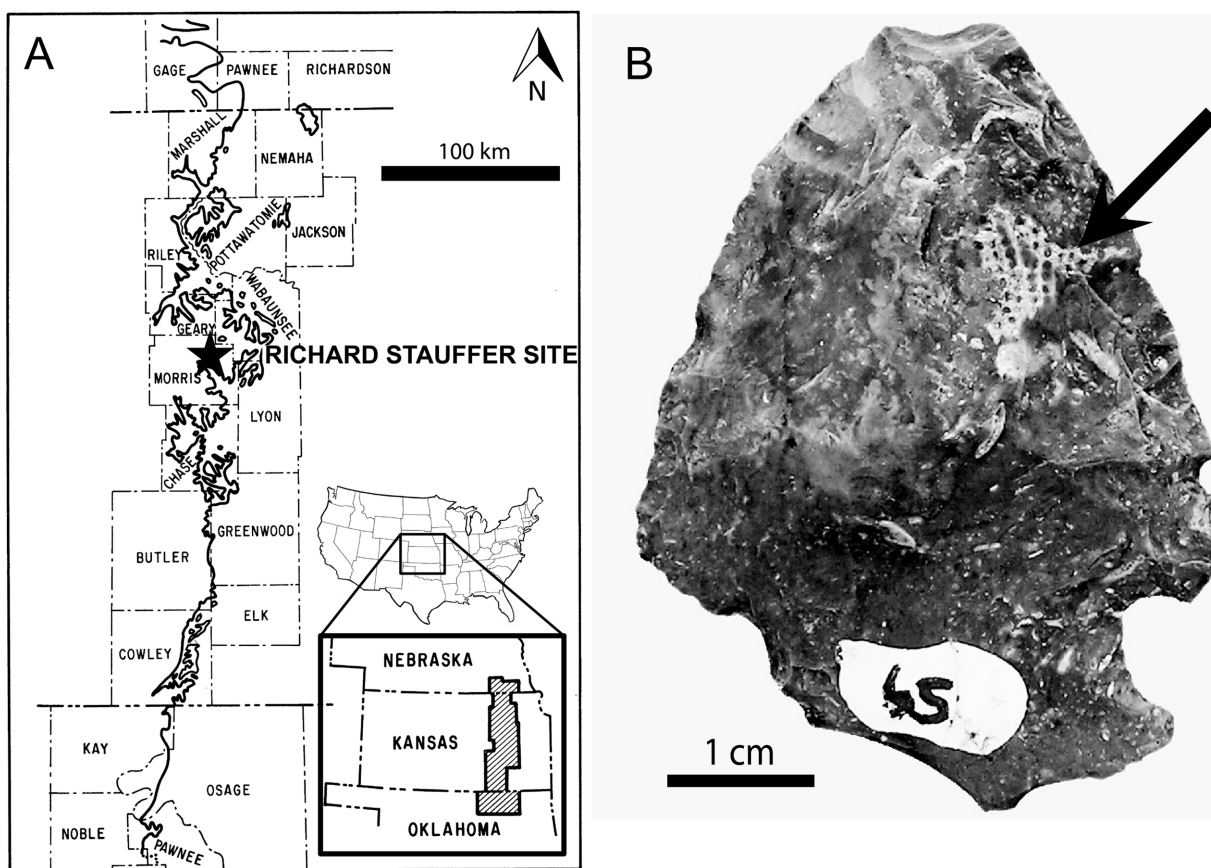 A
N
100 km
GAGE
PAWNEE
RICHARDSON
MARSHALL
NEMAHA
RILEY
POTTAWATOMIE
JACKSON
WABAUNSEE
GEARY
RICHARD STAUFFER SITE
MORRIS
LYON
CHASE
GREENWOOD
BUTLER
ELK
COWLEY
KAY
OSAGE
NOBLE
PAWNEE
NEBRASKA
KANSAS
OKLAHOMA
B
1 cm